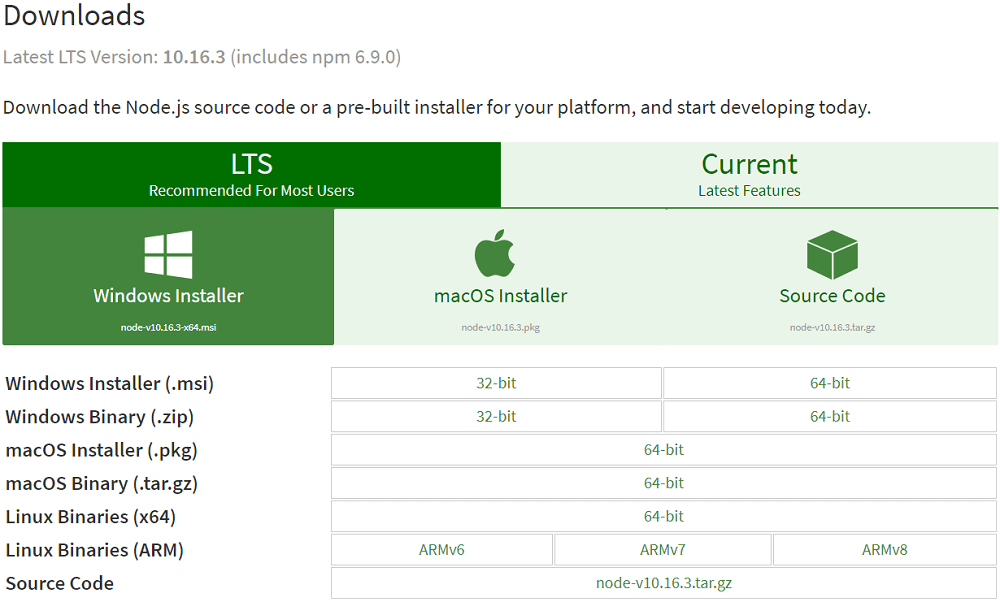 Downloads
Latest LTS Version: 10.16.3 (includes npm 6.9.0)
Download the Node.js source code or a pre-built installer for your platform, and start developing today.
LTS
Recommended For Most Users
Current
Latest Features
Windows Installer
node-v10.16.3-x64.msi
macOS Installer
node-v10.16.3.pkg
Source Code
node-v10.16.3.tar.gz
Windows Installer (.msi) 32-bit 64-bit
Windows Binary (.zip) 32-bit 64-bit
macOS Installer (.pkg) 64-bit
macOS Binary (.tar.gz) 64-bit
Linux Binaries (x64) 64-bit
Linux Binaries (ARM) ARMv6 ARMv7 ARMv8
Source Code node-v10.16.3.tar.gz